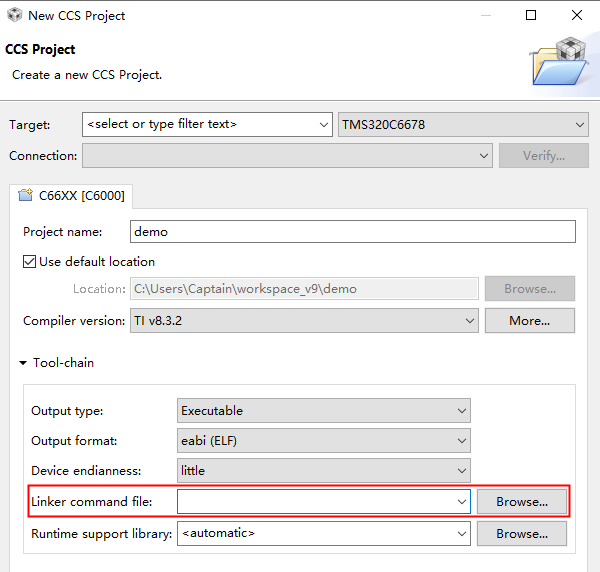 New CCS Project
CCS Project
Create a new CCS Project.
Target: <select or type filter text> TMS320C6678
Connection: Verify...
C66XX [C6000]
Project name: demo
Use default location
Location: C:\Users\Captain\workspace_v9\demo Browse...
Compiler version: TI v8.3.2 More...
Tool-chain
Output type: Executable
Output format: eabi (ELF)
Device endianness: little
Linker command file: Browse...
Runtime support library: <automatic> Browse...